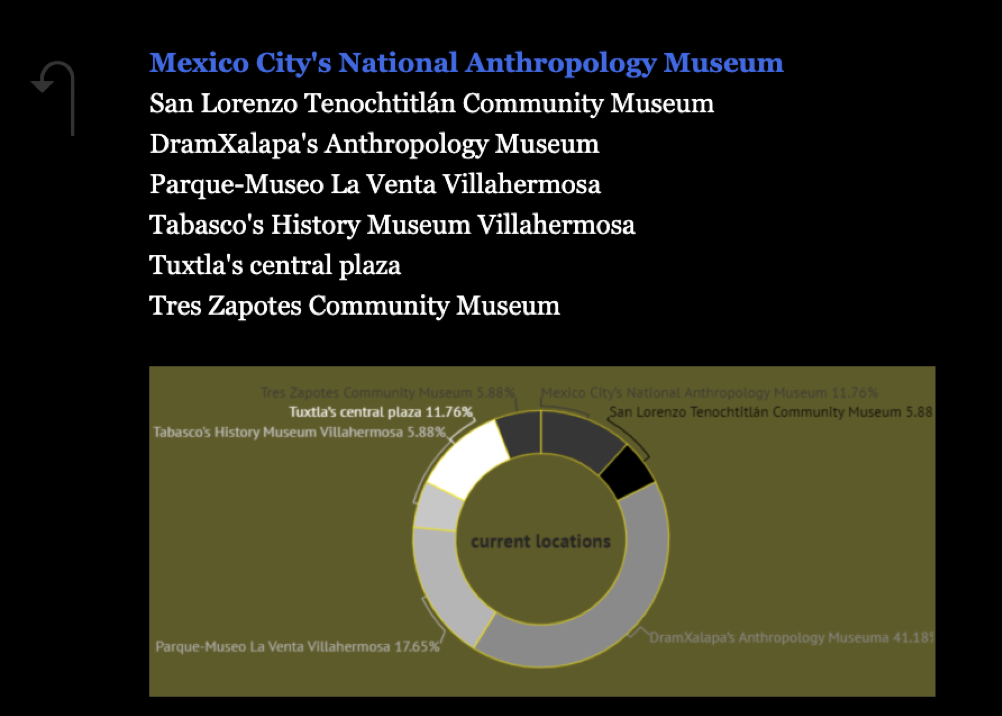 Mexico City's National Anthropology Museum
San Lorenzo Tenochtitlán Community Museum
DramXalapa's Anthropology Museum
Parque-Museo La Venta Villahermosa
Tabasco's History Museum Villahermosa
Tuxtla's central plaza
Tres Zapotes Community Museum
Tres Zapotes Community Museum 5.88%
Mexico City's National Anthropology Museum 11.76%
Tuxtla's central plaza 11.76%
San Lorenzo Tenochtitlán Community Museum 5.88
Tabasco's History Museum Villahermosa 5.88%
current locations
DramXalapa's Anthropology Museuma 41.18%
Parque-Museo La Venta Villahermosa 17.65%